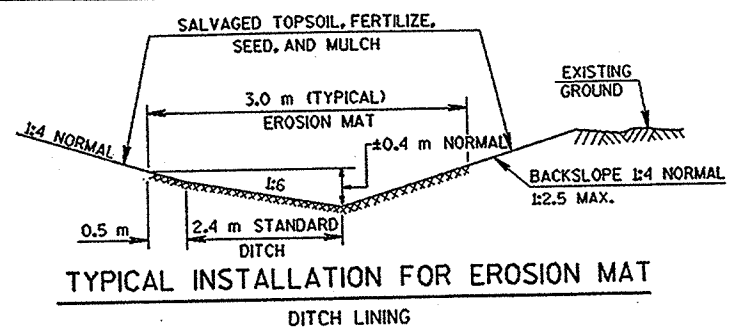 SALVAGED TOPSOIL, FERTILIZE,
SEED, AND MULCH
EXISTING
GROUND
3.0 m (TYPICAL)
EROSION MAT
1:4 NORMAL
±0.4 m NORMAL
1:6
BACKSLOPE 1:4 NORMAL
1:2.5 MAX.
0.5 m
2.4 m STANDARD
DITCH
TYPICAL INSTALLATION FOR EROSION MAT
DITCH LINING